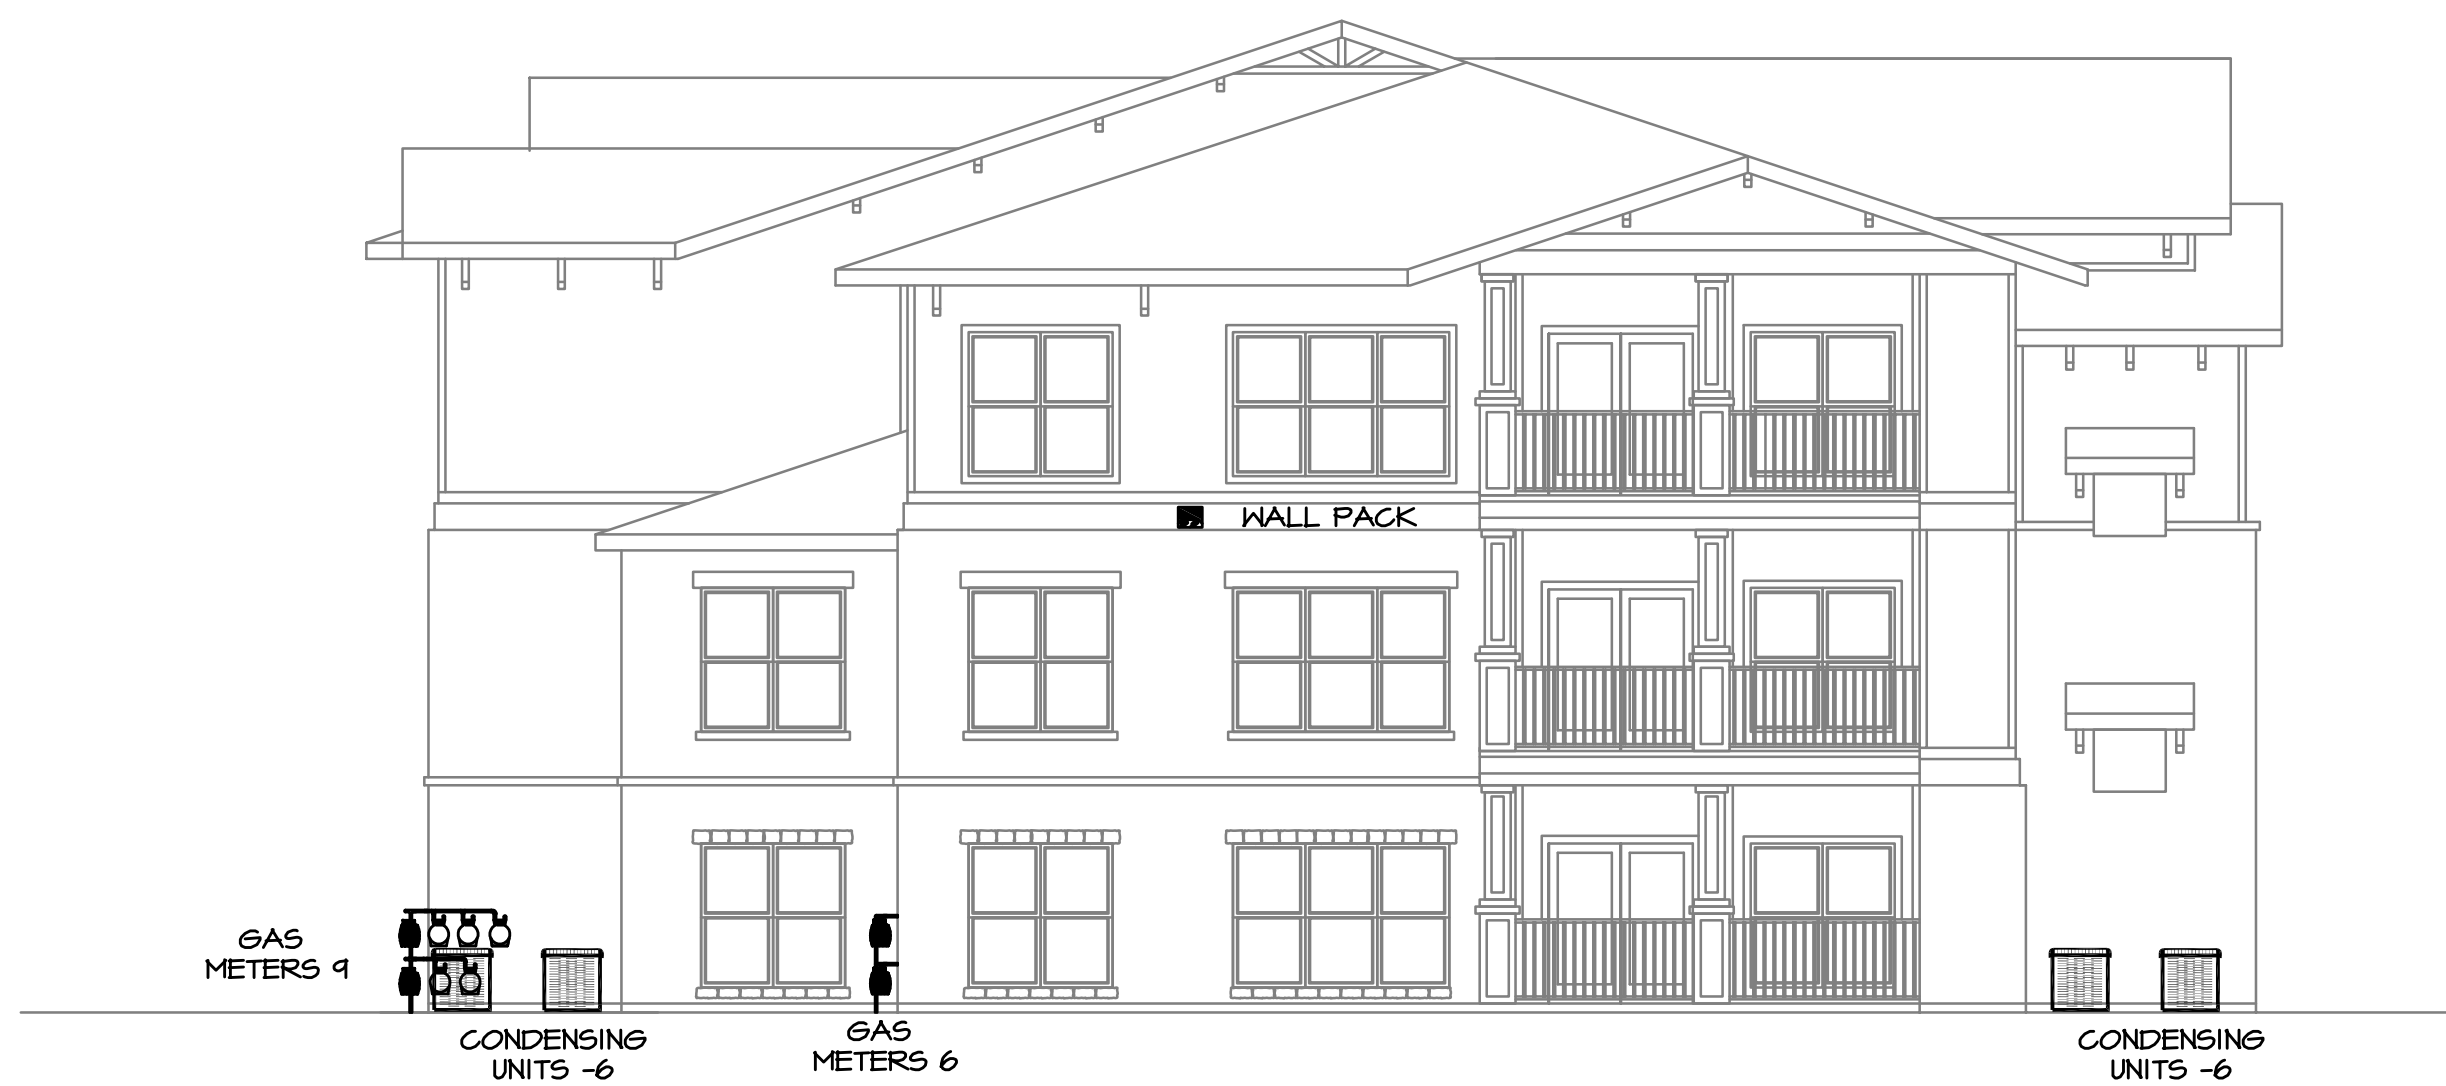 WALL PACK
GAS
METERS 9
CONDENSING
UNITS -6
GAS
METERS 6
CONDENSING
UNITS -6